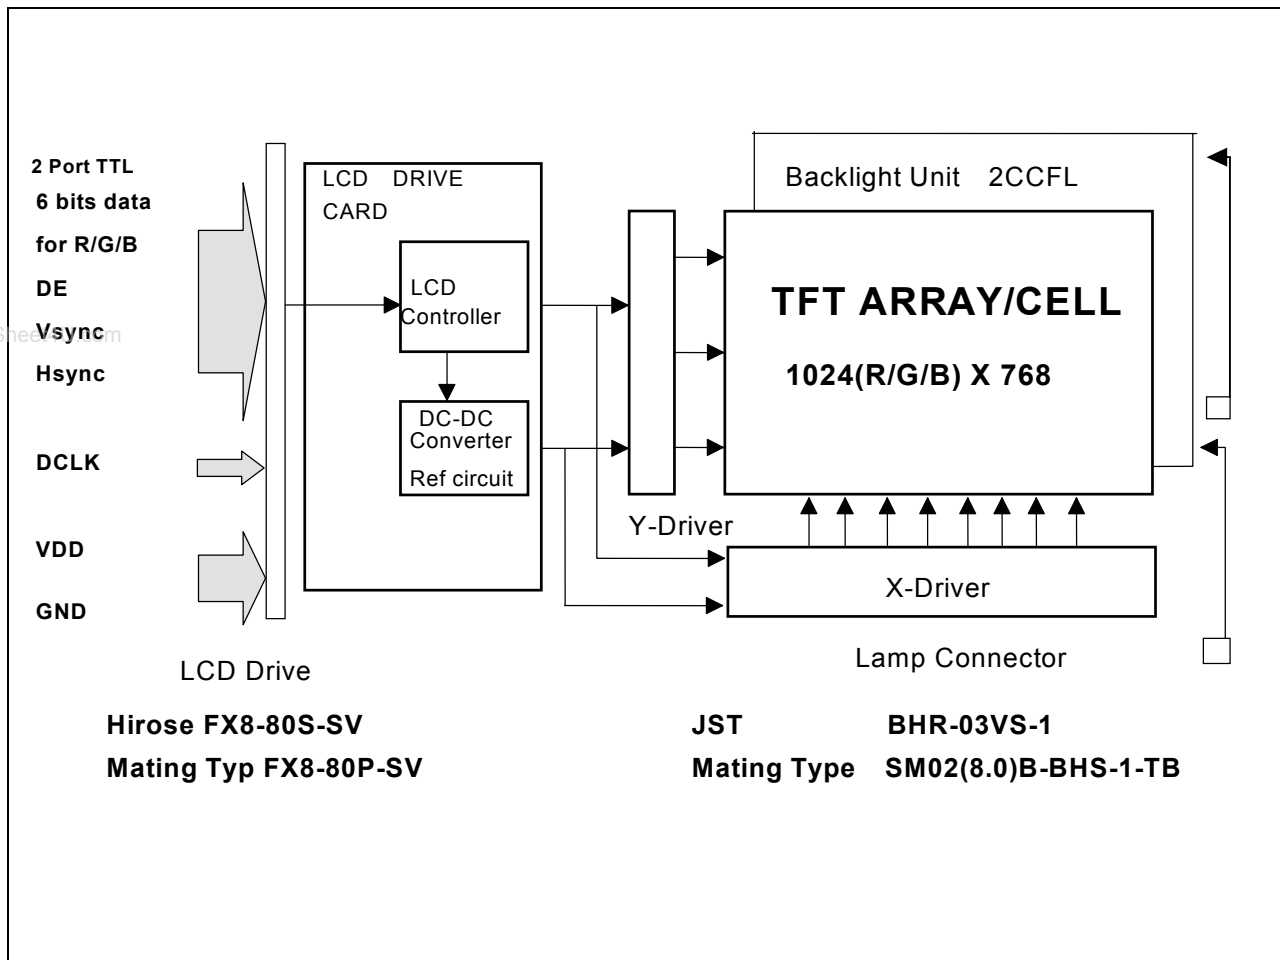 2 Port TTL
6 bits data
for R/G/B
DE
Vsync
Hsync
DCLK
VDD
GND
LCD DRIVE
CARD
LCD
Controller
DC-DC
Converter
Ref circuit
Y-Driver
Backlight Unit 2CCFL
TFT ARRAY/CELL
1024(R/G/B) X 768
X-Driver
LCD Drive
Hirose FX8-80S-SV
Mating Typ FX8-80P-SV
Lamp Connector
JST BHR-03VS-1
Mating Type SM02(8.0)B-BHS-1-TB